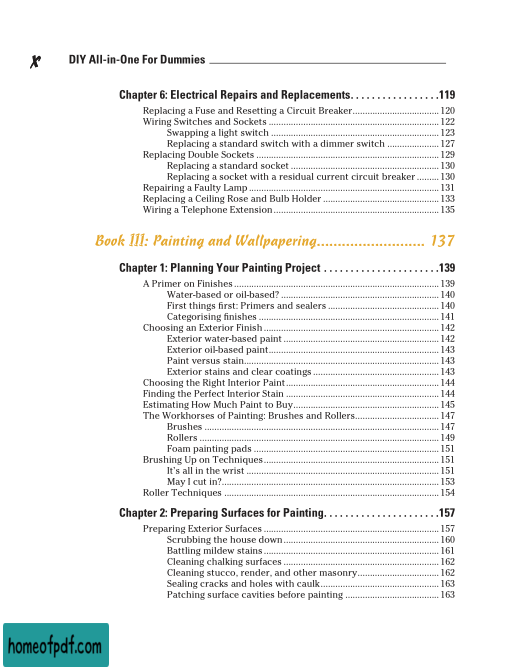 x DIY All-in-One For Dummies
Chapter 6: Electrical Repairs and Replacements. . . . . . . . . . . . . . . . .119
Replacing a Fuse and Resetting a Circuit Breaker................................ 120
Wiring Switches and Sockets ................................................................ 122
Swapping a light switch ............................................................... 123
Replacing a standard switch with a dimmer switch ................... 127
Replacing Double Sockets .................................................................... 129
Replacing a standard socket ....................................................... 130
Replacing a socket with a residual current circuit breaker ........ 130
Repairing a Faulty Lamp ....................................................................... 131
Replacing a Ceiling Rose and Bulb Holder ........................................... 133
Wiring a Telephone Extension.............................................................. 135
Book III: Painting and Wallpapering.......................... 137
Chapter 1: Planning Your Painting Project . . . . . . . . . . . . . . . . . . . . . .139
A Primer on Finishes ............................................................................ 139
Water-based or oil-based? ........................................................... 140
First things first: Primers and sealers ......................................... 140
Categorising finishes ................................................................... 141
Choosing an Exterior Finish ................................................................. 142
Exterior water-based paint .......................................................... 142
Exterior oil-based paint................................................................ 143
Paint versus stain......................................................................... 143
Exterior stains and clear coatings ............................................... 143
Choosing the Right Interior Paint ......................................................... 144
Finding the Perfect Interior Stain ......................................................... 144
Estimating How Much Paint to Buy...................................................... 145
The Workhorses of Painting: Brushes and Rollers............................... 147
Brushes ........................................................................................ 147
Rollers .......................................................................................... 149
Foam painting pads ..................................................................... 151
Brushing Up on Techniques ................................................................. 151
It's all in the wrist ........................................................................ 151
May I cut in?................................................................................. 153
Roller Techniques ................................................................................ 154
Chapter 2: Preparing Surfaces for Painting. . . . . . . . . . . . . . . . . . . . . .157
Preparing Exterior Surfaces ................................................................. 157
Scrubbing the house down .......................................................... 160
Battling mildew stains ................................................................. 161
Cleaning chalking surfaces .......................................................... 162
Cleaning stucco, render, and other masonry.............................. 162
Sealing cracks and holes with caulk............................................ 163
Patching surface cavities before painting ................................... 163
homeofpdf.com